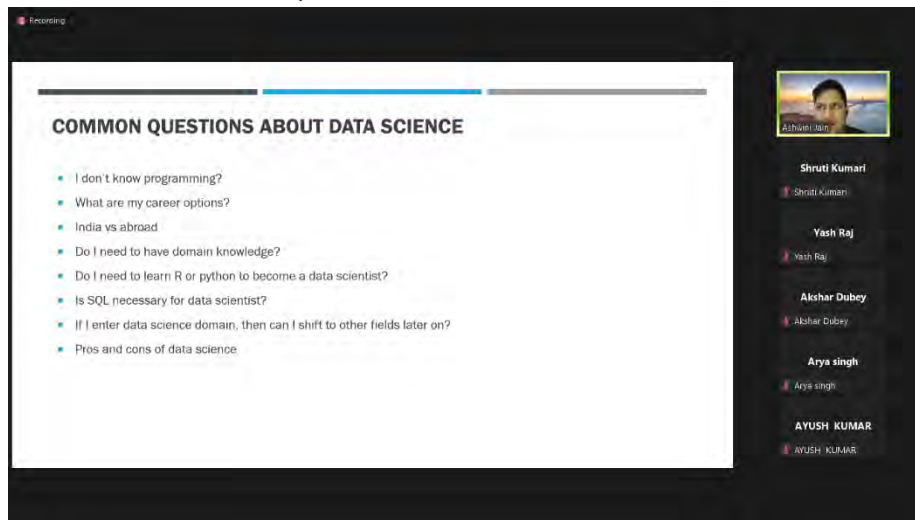 Recording
COMMON QUESTIONS ABOUT DATA SCIENCE
I don't know programming?
What are my career options?
India vs abroad
Do I need to have domain knowledge?
Do I need to learn R or python to become a data scientist?
Is SQL necessary for data scientist?
If I enter data science domain, then can I shift to other fields later on?
Pros and cons of data science
Ashwini Jain
Shruti Kumari
Shruti Kumari
Yash Raj
Yash Raj
Akshar Dubey
Akshar Dubey
Arya singh
Arya singh
AYUSH KUMAR
AYUSH KUMAR